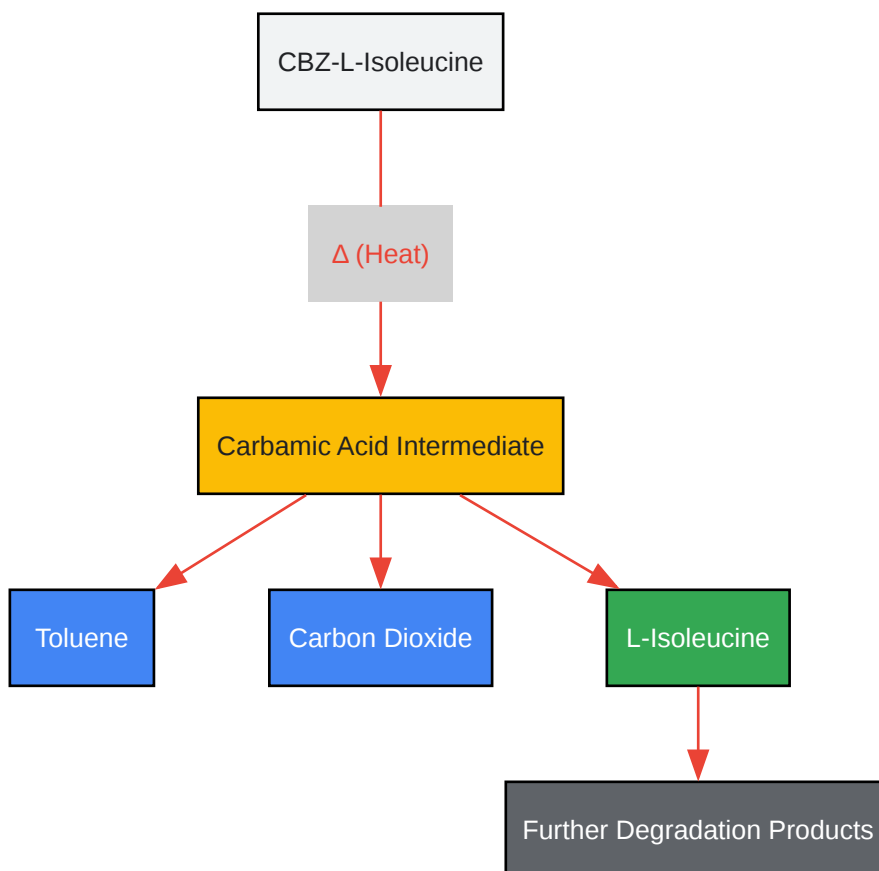 CBZ-L-Isoleucine
Δ (Heat)
Carbamic Acid Intermediate
Toluene
Carbon Dioxide
L-Isoleucine
Further Degradation Products